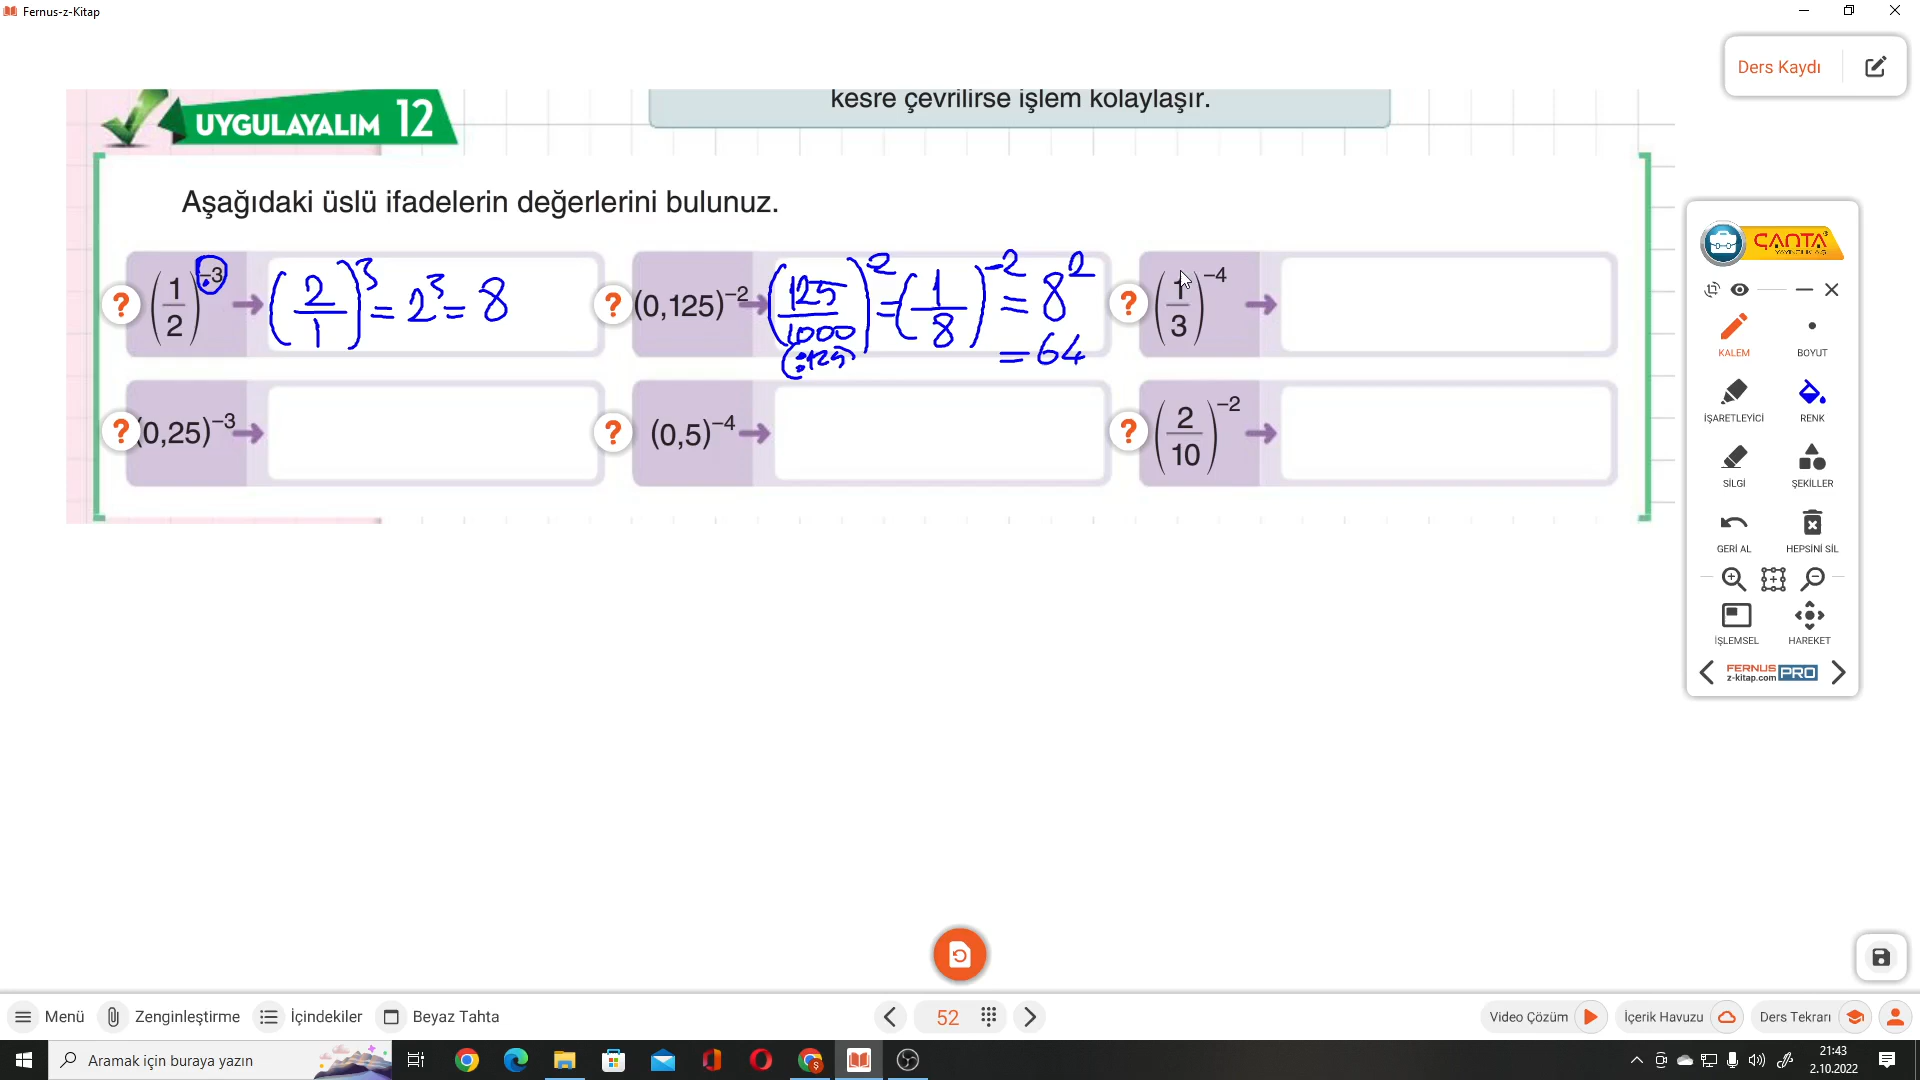 Fernus-z-Kitap
Ders Kaydı
kesre çevrilirse işlem kolaylaşır.
UYGULAYALIM 12
Aşağıdaki üslü ifadelerin değerlerini bulunuz.
? (1/2)^-3 → (2/1)^3 = 2^3 = 8
? (0,125)^-2 → (125/1000)^-2 = (1/8)^-2 = 8^2
(:125)
= 64
? (1/3)^-4 →
? (0,25)^-3 →
? (0,5)^-4 →
? (2/10)^-2 →
ÇANTA
YAYINCILIK AŞ
KALEM BOYUT
İŞARETLEYİCİ RENK
SİLGİ ŞEKİLLER
GERİ AL HEPSİNİ SİL
İŞLEMSEL HAREKET
FERNUS PRO
z-kitap.com
Menü Zenginleştirme İçindekiler Beyaz Tahta 52 Video Çözüm İçerik Havuzu Ders Tekrarı
Aramak için buraya yazın
21:43
2.10.2022